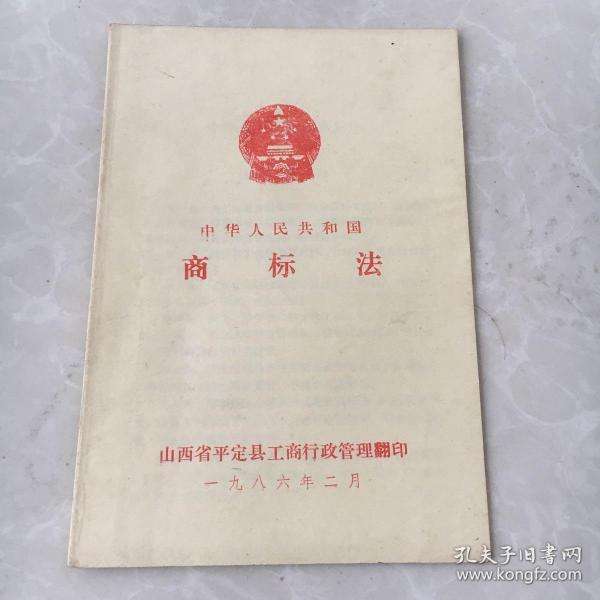 中华人民共和国
商标法
山西省平定县工商行政管理翻印
一九八六年二月
孔夫子旧书网
www.kongfz.com